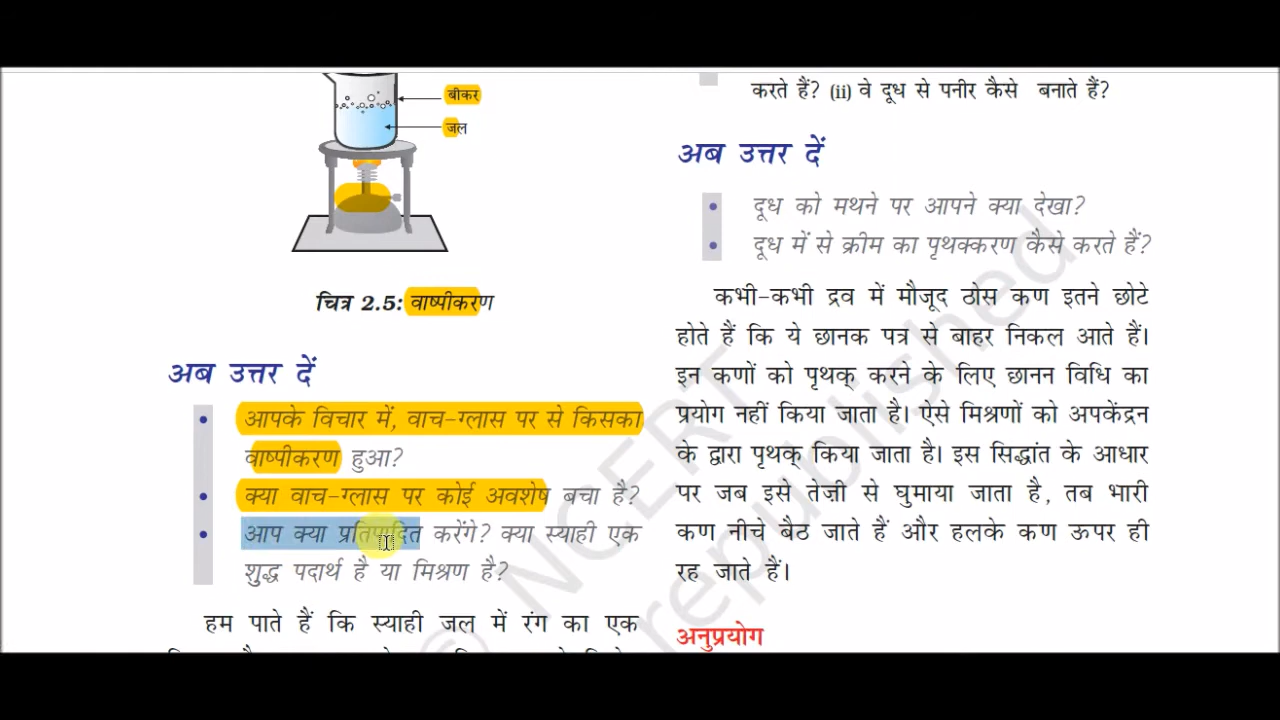 बीकर
जल
चित्र 2.5: वाष्पीकरण
अब उत्तर दें
• आपके विचार में, वाच-ग्लास पर से किसका
वाष्पीकरण हुआ?
• क्या वाच-ग्लास पर कोई अवशेष बचा है?
• आप क्या प्रतिपादित करेंगे? क्या स्याही एक
शुद्ध पदार्थ है या मिश्रण है?
हम पाते हैं कि स्याही जल में रंग का एक
करते हैं? (ii) वे दूध से पनीर कैसे बनाते हैं?
अब उत्तर दें
• दूध को मथने पर आपने क्या देखा?
• दूध में से क्रीम का पृथक्करण कैसे करते हैं?
कभी-कभी द्रव में मौजूद ठोस कण इतने छोटे
होते हैं कि ये छानक पत्र से बाहर निकल आते हैं।
इन कणों को पृथक् करने के लिए छानन विधि का
प्रयोग नहीं किया जाता है। ऐसे मिश्रणों को अपकेंद्रन
के द्वारा पृथक् किया जाता है। इस सिद्धांत के आधार
पर जब इसे तेज़ी से घुमाया जाता है, तब भारी
कण नीचे बैठ जाते हैं और हलके कण ऊपर ही
रह जाते हैं।
अनुप्रयोग
© NCERT
republished